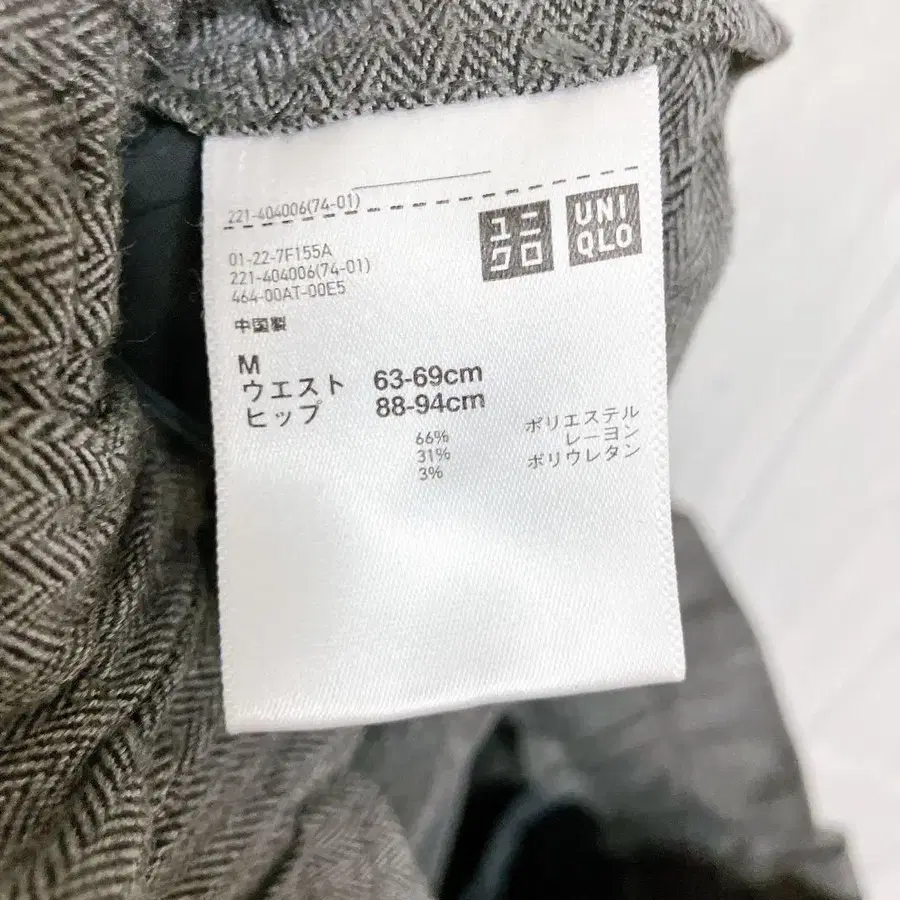 221-404006(74-01)
ユニ
クロ
UNI
QLO
01-22-7F155A
221-404006(74-01)
464-00AT-00E5
中国製
M
ウエスト 63-69cm
ヒップ 88-94cm
66% ポリエステル
31% レーヨン
3% ポリウレタン